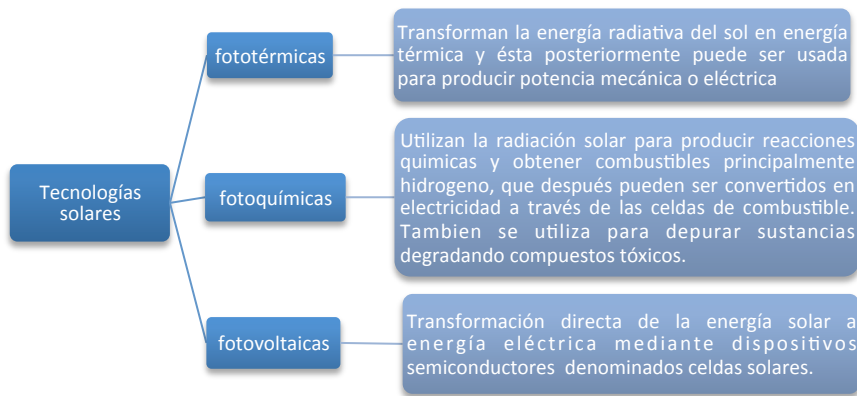 Tecnologías
solares
fototérmicas
Transforman la energía radiativa del sol en energía
térmica y ésta posteriormente puede ser usada
para producir potencia mecánica o eléctrica
fotoquímicas
Utilizan la radiación solar para producir reacciones
quimicas y obtener combustibles principalmente
hidrogeno, que después pueden ser convertidos en
electricidad a través de las celdas de combustible.
Tambien se utiliza para depurar sustancias
degradando compuestos tóxicos.
fotovoltaicas
Transformación directa de la energía solar a
energía eléctrica mediante dispositivos
semiconductores denominados celdas solares.